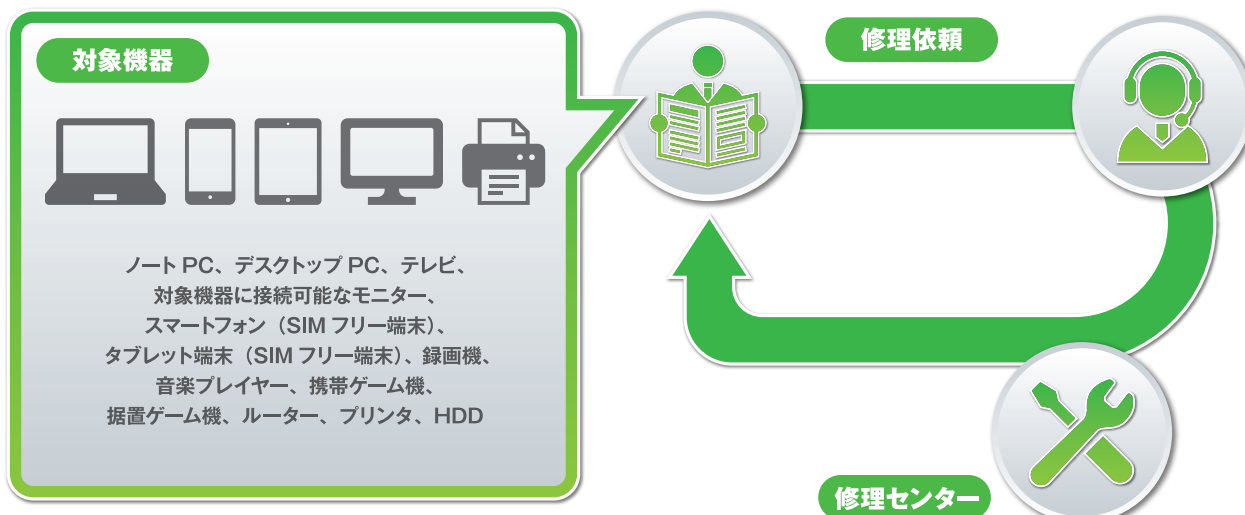 対象機器
修理依頼
ノート PC、デスクトップ PC、テレビ、
対象機器に接続可能なモニター、
スマートフォン（SIM フリー端末）、
タブレット端末（SIM フリー端末）、録画機、
音楽プレイヤー、携帯ゲーム機、
据置ゲーム機、ルーター、プリンタ、HDD
修理センター